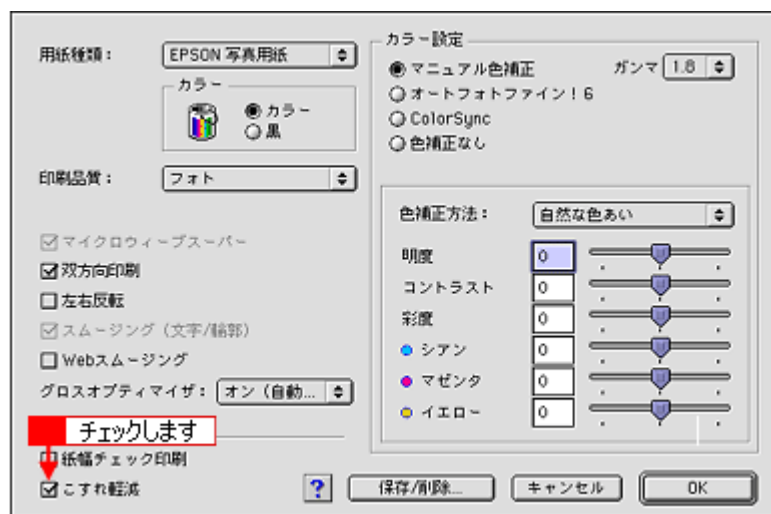 用紙種類： EPSON 写真用紙
カラー
カラー
黒
印刷品質： フォト
マイクロウィーブスーパー
双方向印刷
左右反転
スムージング（文字/輪郭）
Webスムージング
グロスオプティマイザ： オン（自動...
チェックします
紙幅チェック印刷
こすれ軽減
カラー設定
マニュアル色補正 ガンマ 1.8
オートフォトファイン！6
ColorSync
色補正なし
色補正方法： 自然な色あい
明度 0
コントラスト 0
彩度 0
シアン 0
マゼンタ 0
イエロー 0
? 保存/削除... キャンセル OK